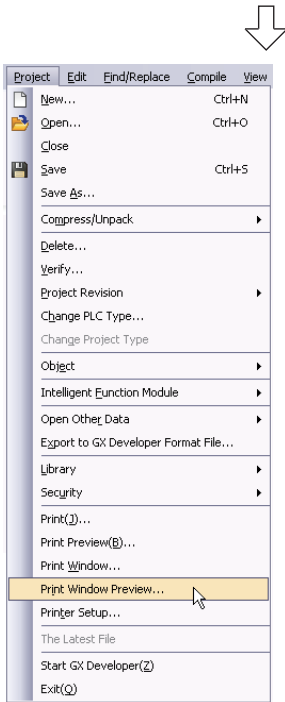 Project Edit Find/Replace Compile View
New... Ctrl+N
Open... Ctrl+O
Close
Save Ctrl+S
Save As...
Compress/Unpack
Delete...
Verify...
Project Revision
Change PLC Type...
Change Project Type
Object
Intelligent Function Module
Open Other Data
Export to GX Developer Format File...
Library
Security
Print(J)...
Print Preview(B)...
Print Window...
Print Window Preview...
Printer Setup...
The Latest File
Start GX Developer(Z)
Exit(Q)